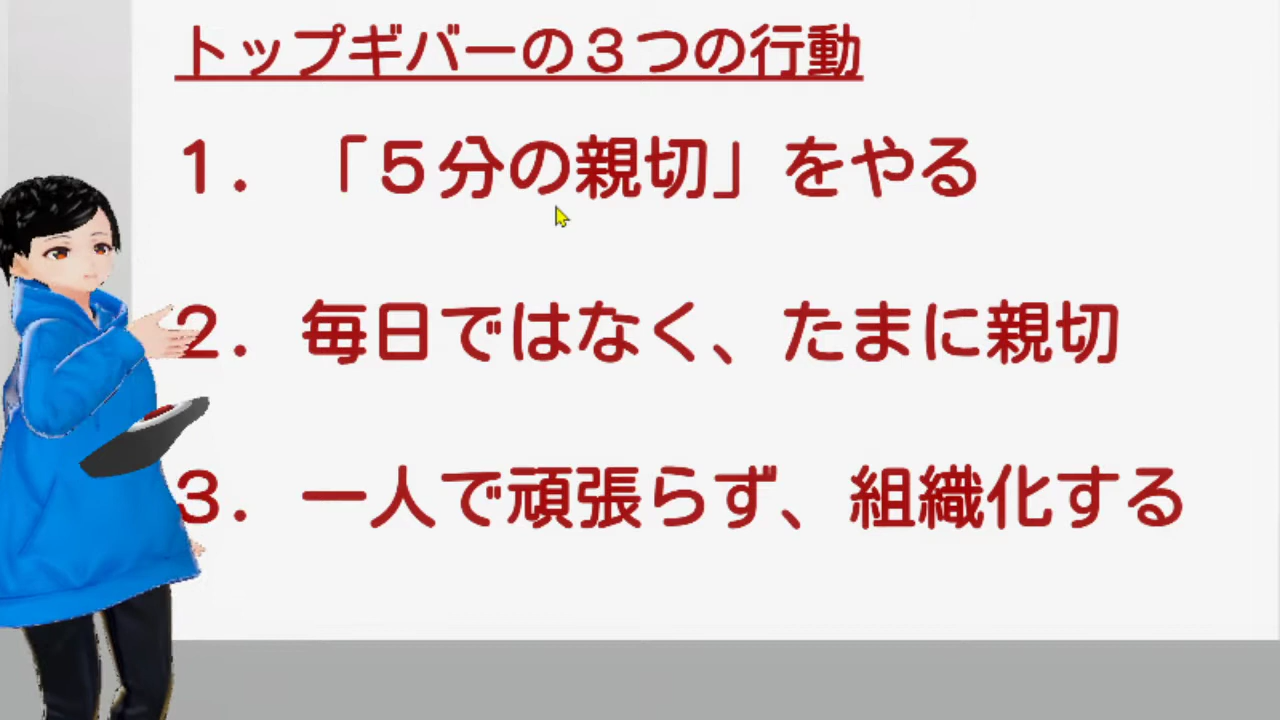 トップギバーの３つの行動
１．「５分の親切」をやる
２．毎日ではなく、たまに親切
３．一人で頑張らず、組織化する